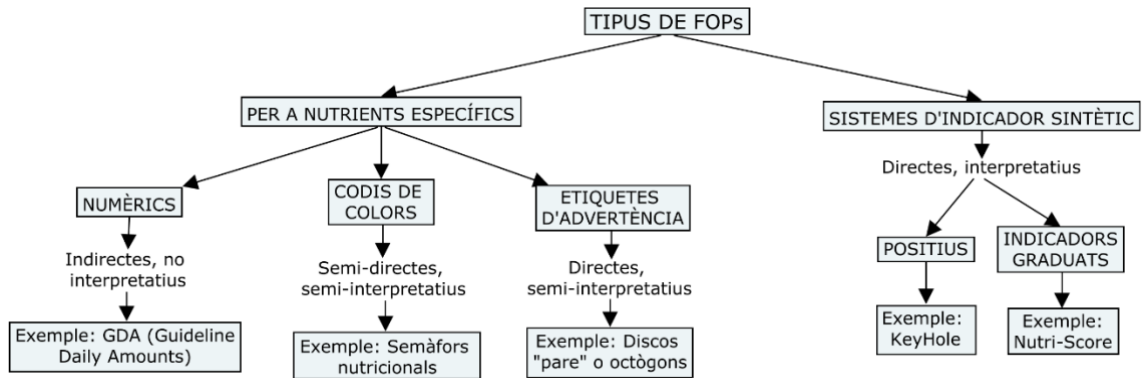 TIPUS DE FOPs
PER A NUTRIENTS ESPECÍFICS
SISTEMES D'INDICADOR SINTÈTIC
Directes, interpretatius
NUMÈRICS
CODIS DE
COLORS
ETIQUETES
D'ADVERTÈNCIA
POSITIUS
INDICADORS
GRADUATS
Indirectes, no
interpretatius
Semi-directes,
semi-interpretatius
Directes,
semi-interpretatius
Exemple: GDA (Guideline
Daily Amounts)
Exemple: Semàfors
nutricionals
Exemple: Discos
"pare" o octògons
Exemple:
KeyHole
Exemple:
Nutri-Score